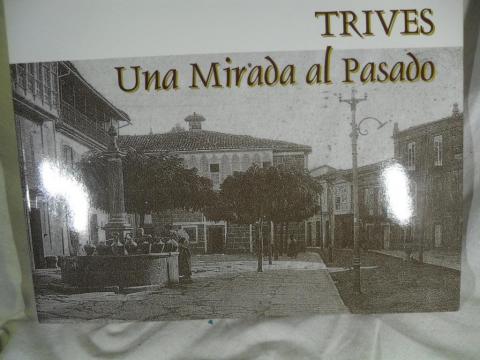 TRIVES
Una Mirada al Pasado